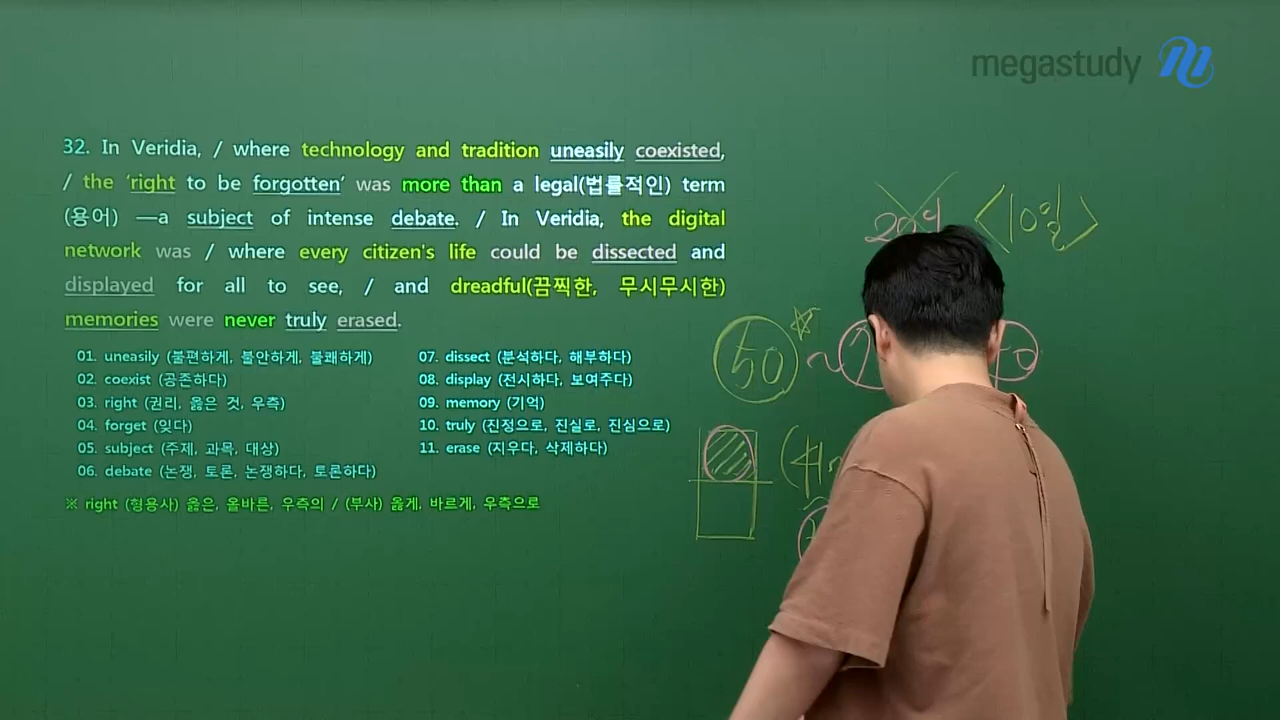 megastudy
32. In Veridia, / where technology and tradition uneasily coexisted,
/ the ‘right to be forgotten’ was more than a legal(법률적인) term
(용어) —a subject of intense debate. / In Veridia, the digital
network was / where every citizen's life could be dissected and
displayed for all to see, / and dreadful(끔찍한, 무시무시한)
memories were never truly erased.
01. uneasily (불편하게, 불안하게, 불쾌하게)
02. coexist (공존하다)
03. right (권리, 옳은 것, 우측)
04. forget (잊다)
05. subject (주제, 과목, 대상)
06. debate (논쟁, 토론, 논쟁하다, 토론하다)
07. dissect (분석하다, 해부하다)
08. display (전시하다, 보여주다)
09. memory (기억)
10. truly (진정으로, 진실로, 진심으로)
11. erase (지우다, 삭제하다)
※ right (형용사) 옳은, 올바른, 우측의 / (부사) 옳게, 바르게, 우측으로
<10월>
50 ~